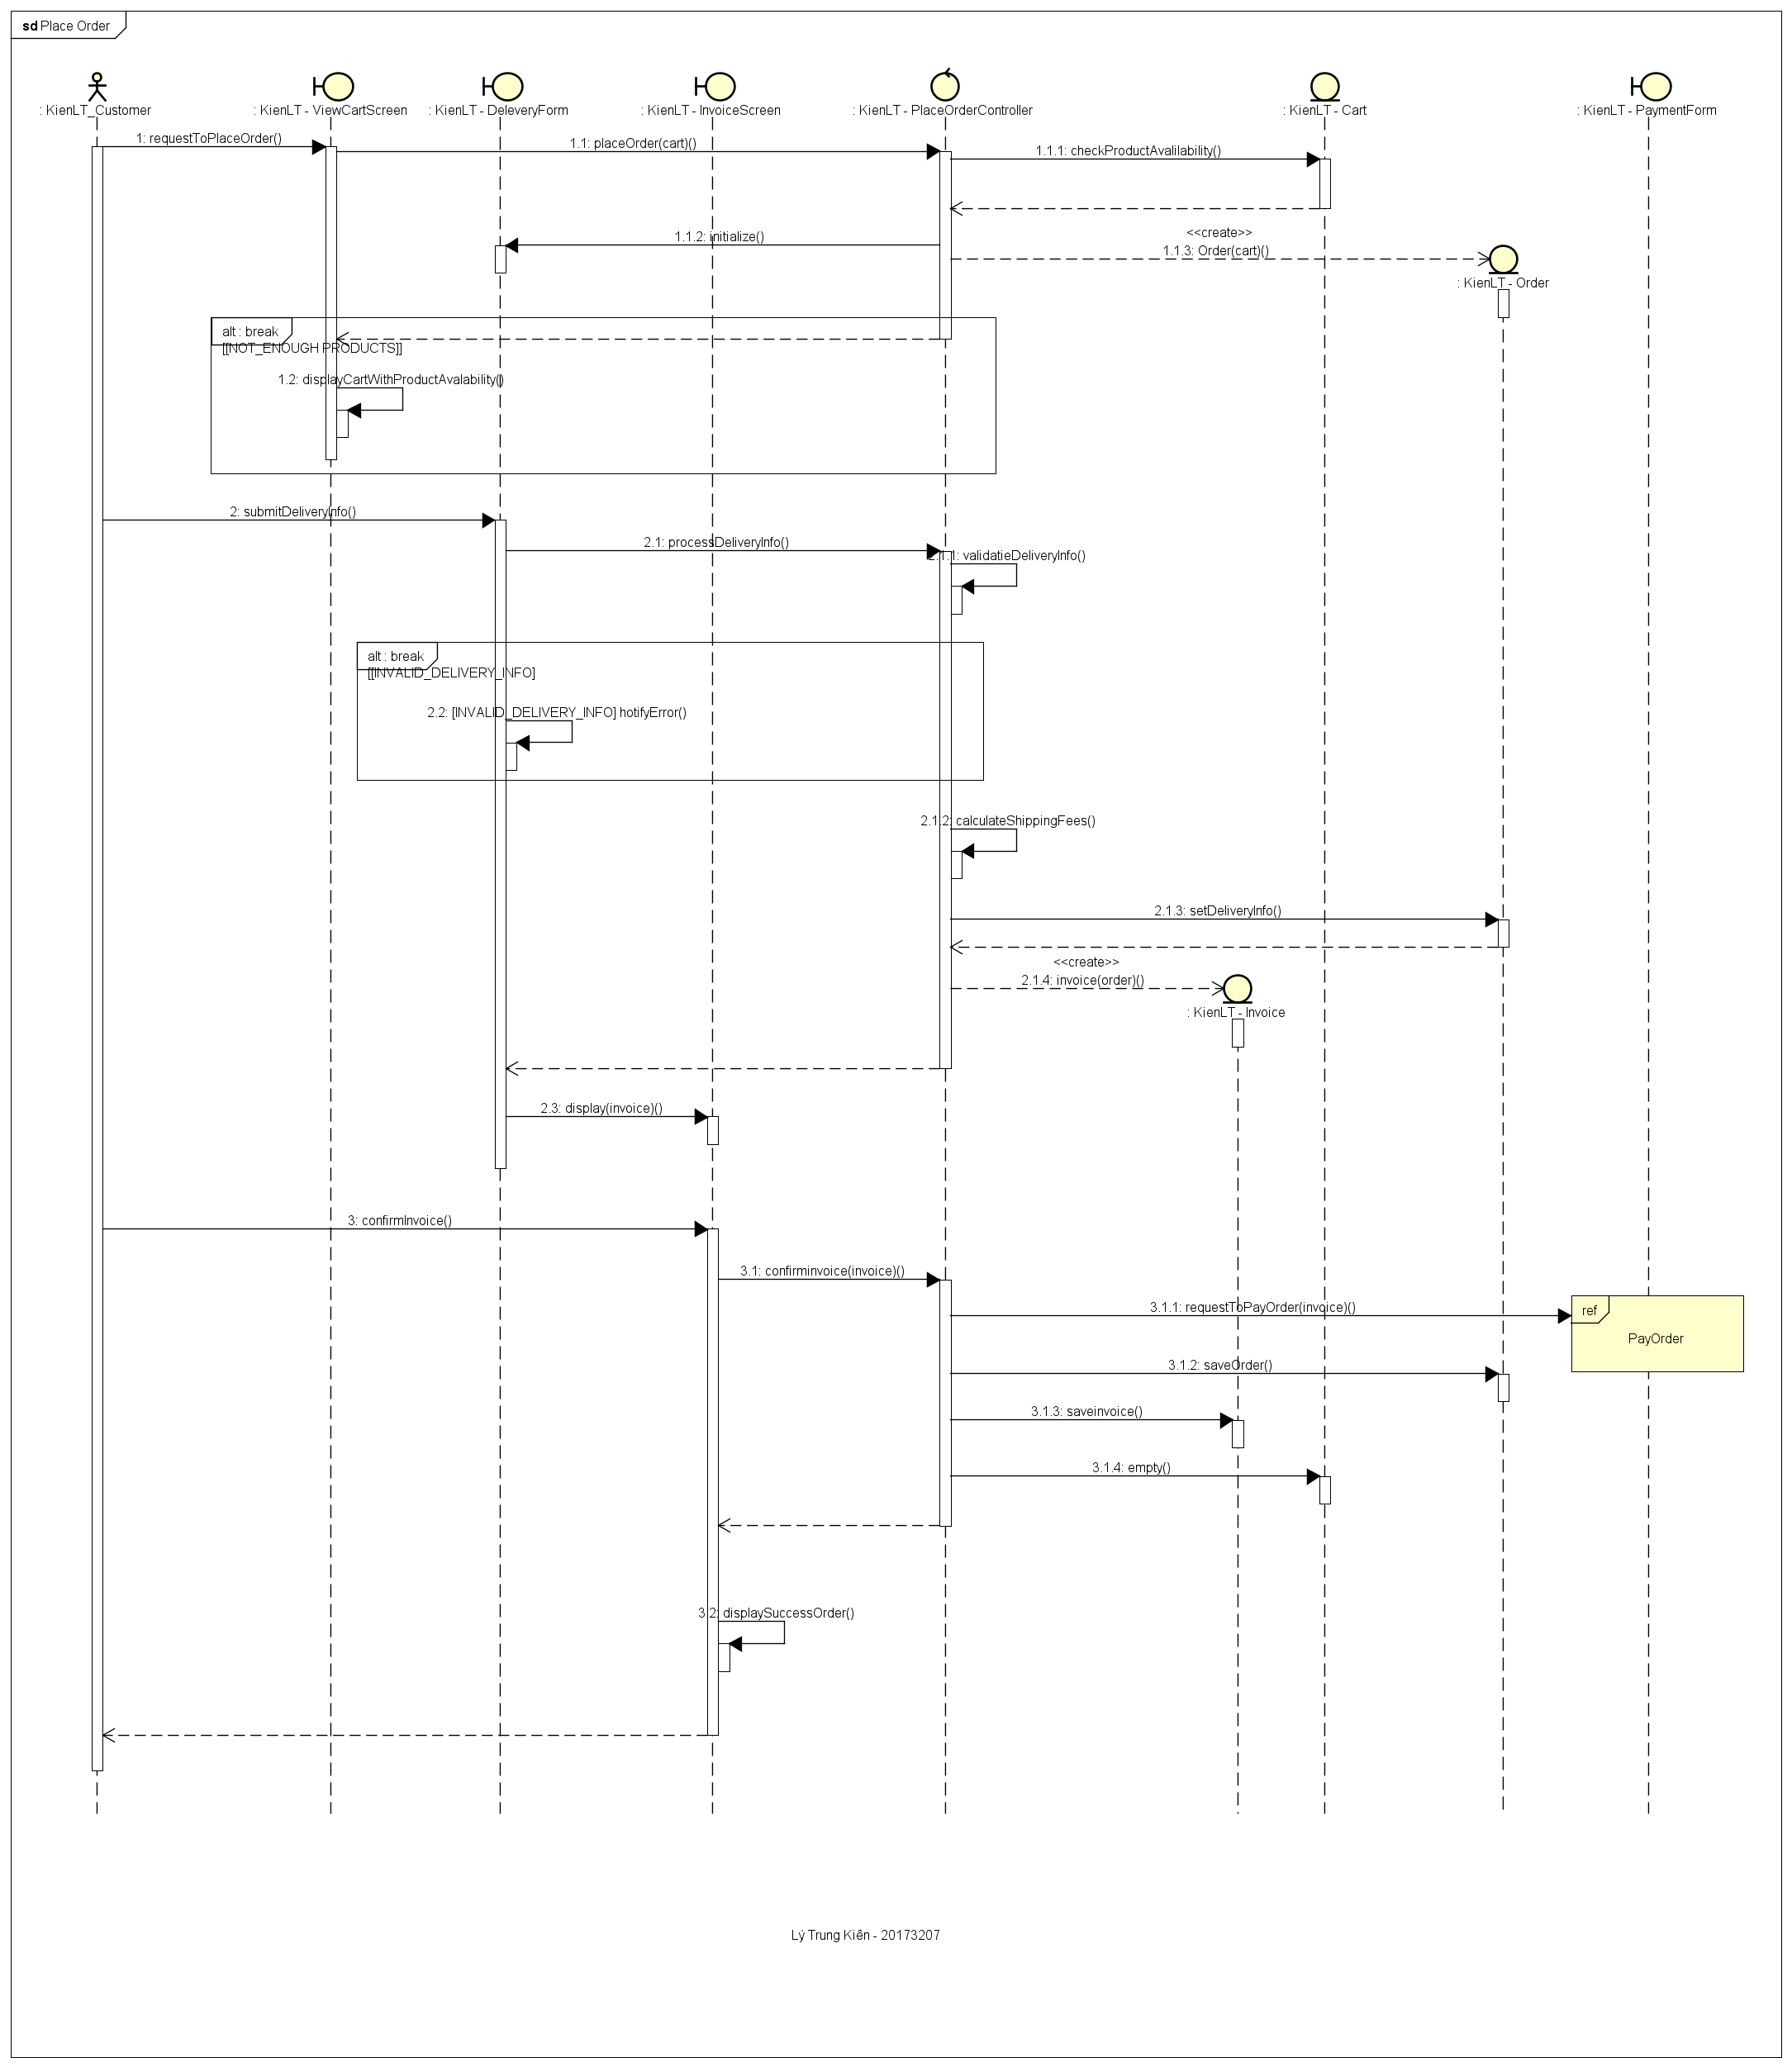 sd Place Order
: KienLT_Customer
: KienLT - ViewCartScreen
: KienLT - DeleveryForm
: KienLT - InvoiceScreen
: KienLT - PlaceOrderController
: KienLT - Cart
: KienLT - PaymentForm
1: requestToPlaceOrder()
1.1: placeOrder(cart)()
1.1.1: checkProductAvalilability()
1.1.2: initialize()
<<create>>
1.1.3: Order(cart)()
: KienLT - Order
alt : break
[[NOT_ENOUGH PRODUCTS]]
1.2: displayCartWithProductAvalability()
2: submitDeliveryInfo()
2.1: processDeliveryInfo()
2.1.1: validatieDeliveryInfo()
alt : break
[[INVALID_DELIVERY_INFO]
2.2: [INVALID_DELIVERY_INFO] hotifyError()
2.1.2: calculateShippingFees()
2.1.3: setDeliveryInfo()
<<create>>
2.1.4: invoice(order)()
: KienLT - Invoice
2.3: display(invoice)()
3: confirmInvoice()
3.1: confirminvoice(invoice)()
3.1.1: requestToPayOrder(invoice)()
ref
PayOrder
3.1.2: saveOrder()
3.1.3: saveinvoice()
3.1.4: empty()
3.2: displaySuccessOrder()
Lý Trung Kiên - 20173207